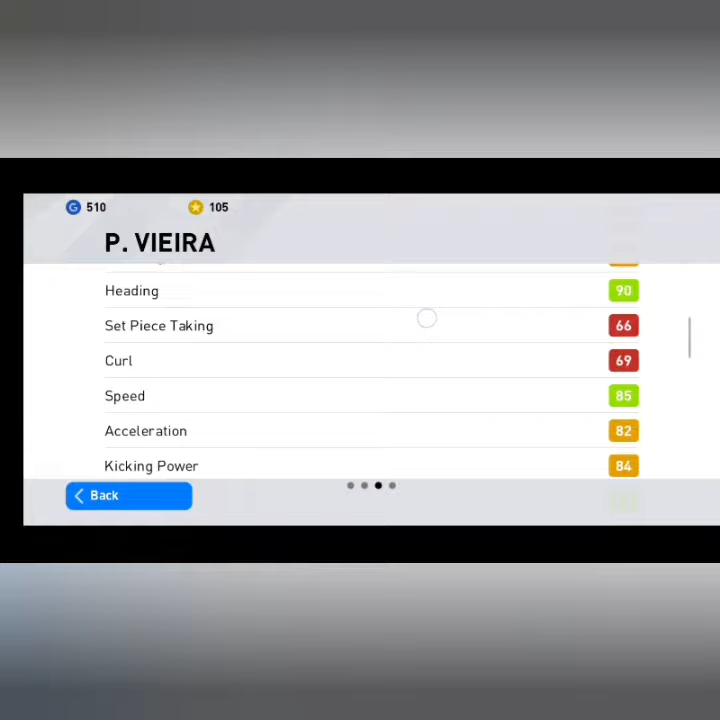 G 510 105
P. VIEIRA
Heading 90
Set Piece Taking 66
Curl 69
Speed 85
Acceleration 82
Kicking Power 84
Back